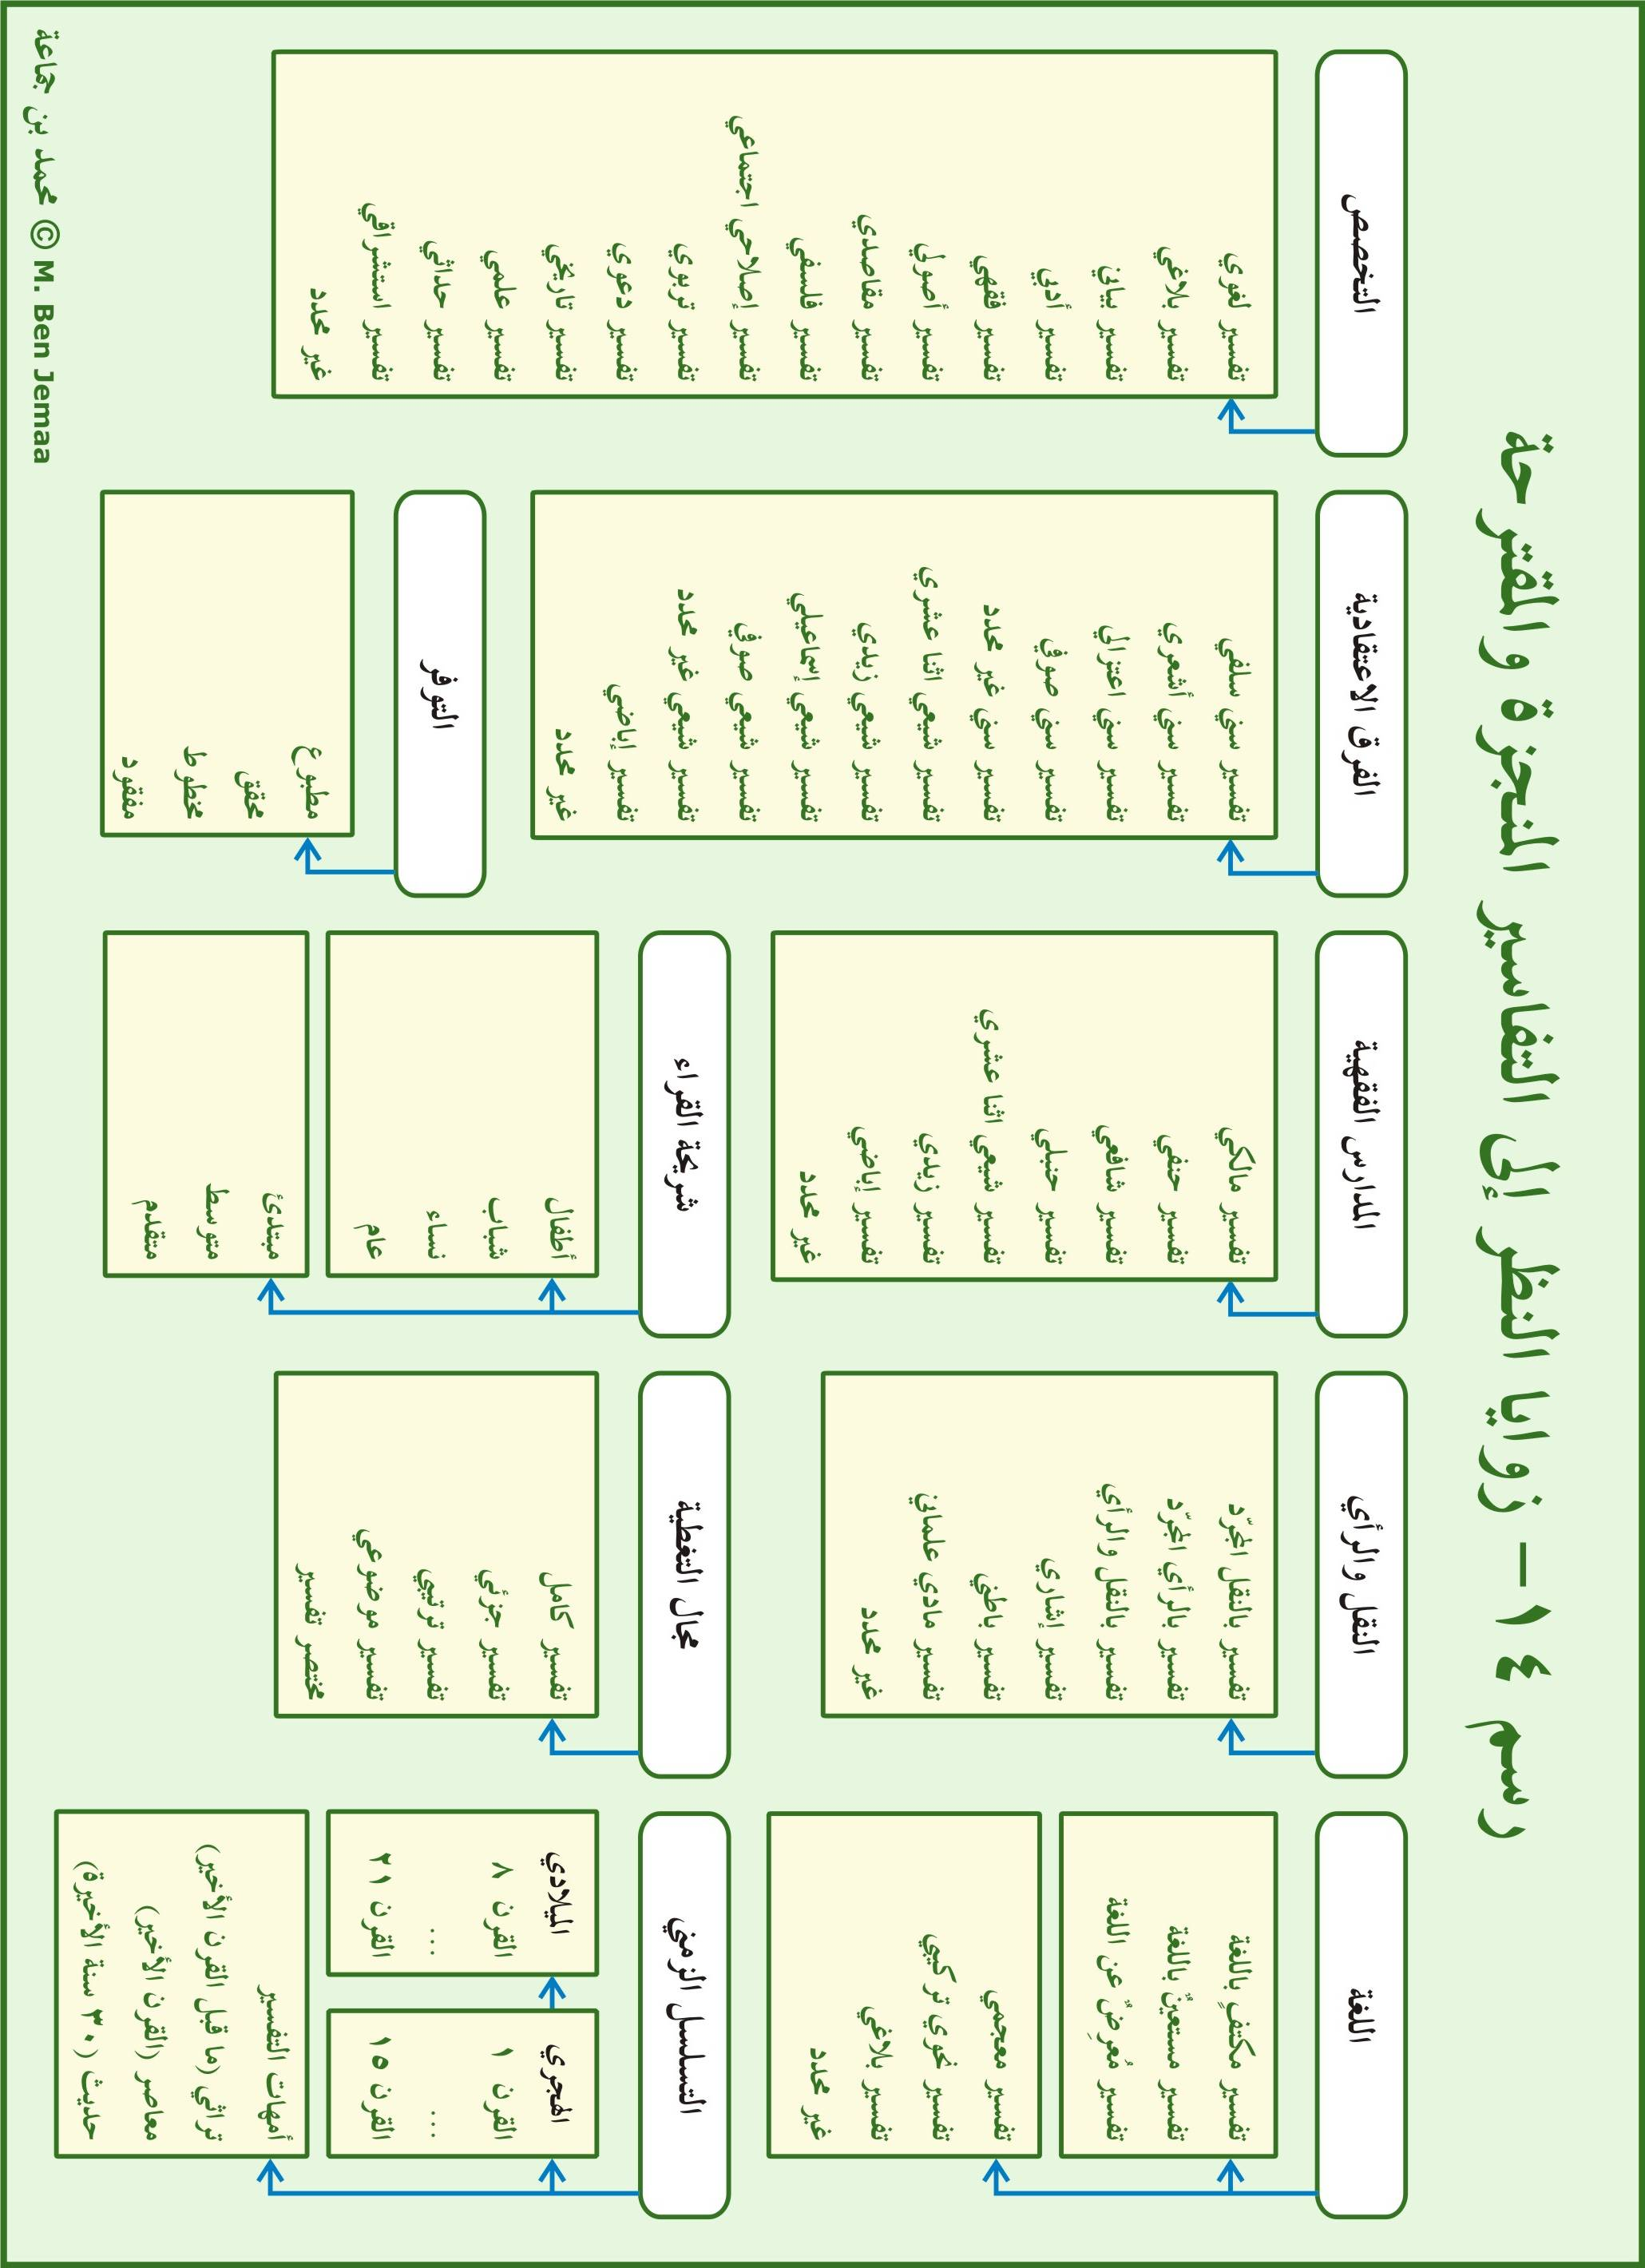 رسم ١٤ – زوايا النظر إلى التفاسير المنجزة والمقترحة
اللغة
تفسير مكتفٍ باللغة
تفسير مستعينٌ باللغة
تفسير مُعرِضٌ عن اللغة
تفسير معجمي
تفسير نحوي تركيبي
تفسير بلاغي
غير محدد
النقل والرأي
تفسير بالنقل المجرّد
تفسير بالرأي المجرّد
تفسير بالنقل والرأي
تفسير إشاري
تفسير باطني
تفسير مادي علماني
غير محدد
المدارس الفقهية
تفسير مالكي
تفسير حنفي
تفسير شافعي
تفسير حنبلي
تفسير شيعي اثنا عشري
تفسير زيدي
تفسير إباضي
غير محدد
الفرق الاعتقادية
تفسير سني سلفي
تفسير سني أشعري
تفسير سني اعتزالي
تفسير سني صوفي
تفسير سني غير محدد
تفسير شيعي اثنا عشري
تفسير شيعي زيدي
تفسير شيعي إسماعيلي
تفسير شيعي صوفي
تفسير شيعي غير محدد
تفسير إباضي
غير محدد
التخصص
تفسير لغوي
تفسير بلاغي
تفسير بياني
تفسير أدبي
تفسير فقهي
تفسير أصولي
تفسير مقاصدي
تفسير فلسفي
تفسير إصلاحي اجتماعي
تفسير تربوي
تفسير دعوي
تفسير تاريخي
تفسير علمي
تفسير حداثي
تفسير استشراقي
غير محدد
التسلسل الزمني
الهجري
القرن ١
...
القرن ١٥
الميلادي
القرن ٨
...
القرن ٢١
أمهات التفسير
تراثي (ما قبل القرن الأخير)
معاصر (القرن الأخير)
حديث (٣٠ سنة الأخيرة)
مجال التغطية
تفسير كامل
تفسير جزئي
تفسير ترتيبي
تفسير موضوعي
مختصر تفسير
شريحة القراء
أطفال
شباب
نساء
عام
مبتدئ
متوسط
متقدم
التوفر
مطبوع
محقق
مخطوط
مفقود
محمد بن جماعة © M. Ben Jemaa